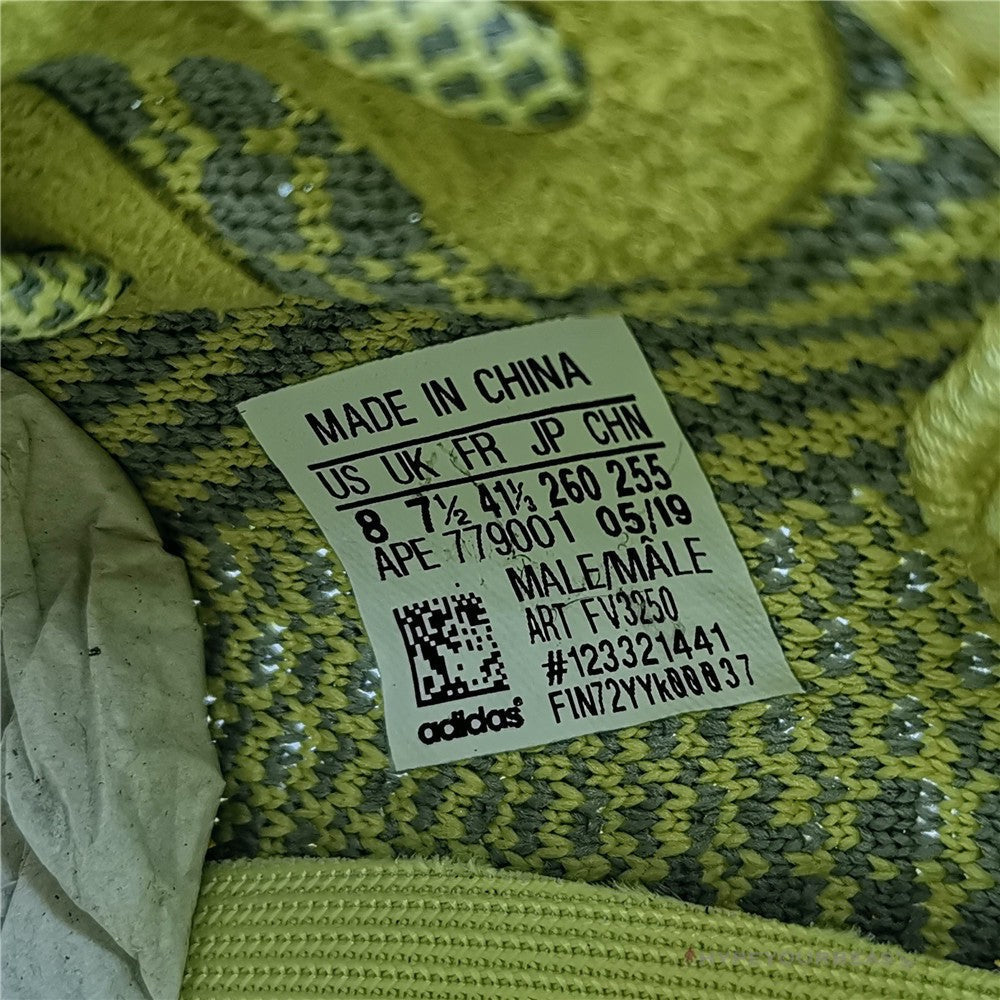 MADE IN CHINA
US UK FR JP CHN
8 7½ 41⅓ 260 255
APE 779001 05/19
MALE/MÂLE
ART FV3250
#123321441
FIN72YYK00037
adidas®